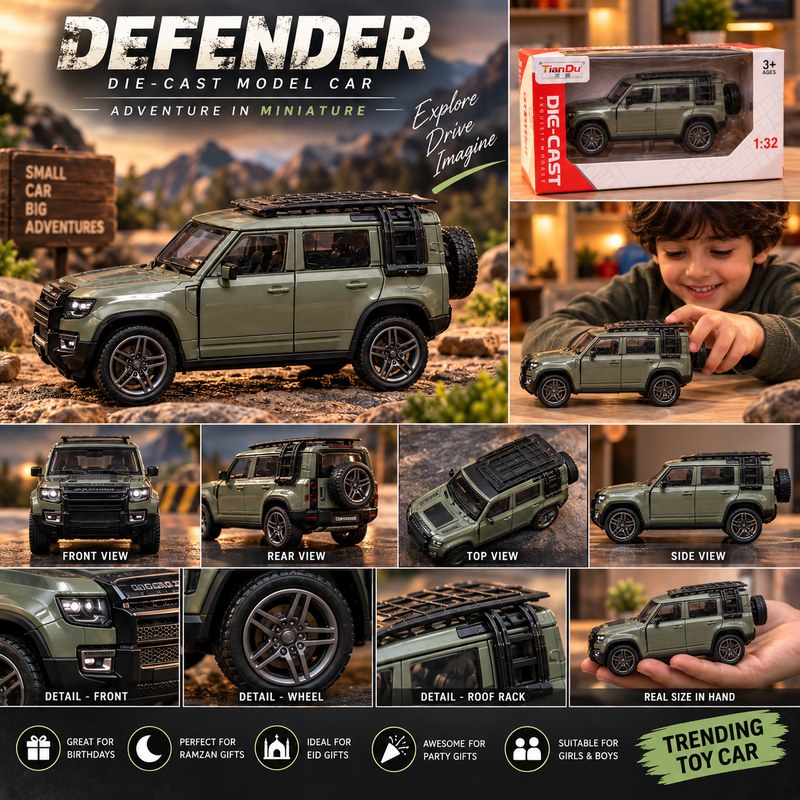 DEFENDER
DIE-CAST MODEL CAR
ADVENTURE IN MINIATURE
Explore
Drive
Imagine
SMALL
CAR
BIG
ADVENTURES
TianDu
3+
AGES
DIE-CAST
EXQUISITE MODELS
1:32
FRONT VIEW
REAR VIEW
TOP VIEW
SIDE VIEW
DETAIL - FRONT
DETAIL - WHEEL
DETAIL - ROOF RACK
REAL SIZE IN HAND
GREAT FOR
BIRTHDAYS
PERFECT FOR
RAMZAN GIFTS
IDEAL FOR
EID GIFTS
AWESOME FOR
PARTY GIFTS
SUITABLE FOR
GIRLS & BOYS
TRENDING
TOY CAR